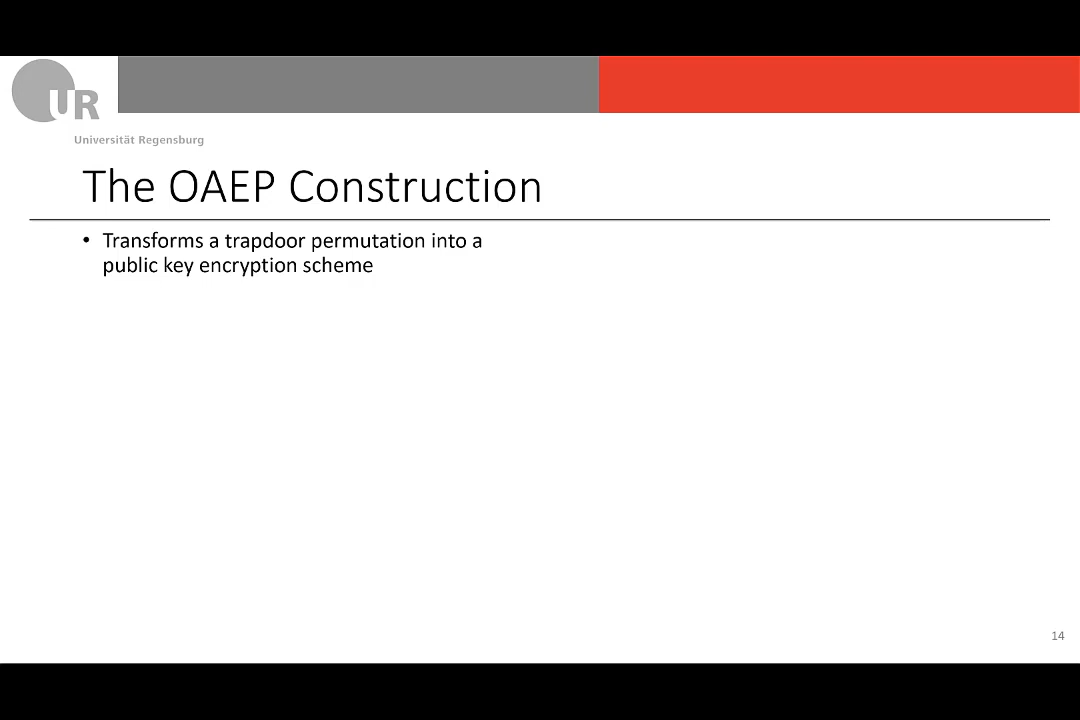 UR
Universität Regensburg
The OAEP Construction
• Transforms a trapdoor permutation into a
public key encryption scheme
14